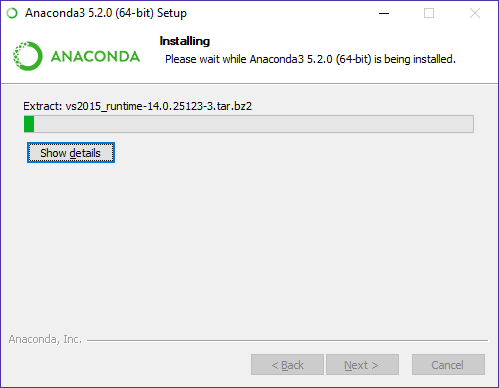 Anaconda3 5.2.0 (64-bit) Setup
ANACONDA
Installing
Please wait while Anaconda3 5.2.0 (64-bit) is being installed.
Extract: vs2015_runtime-14.0.25123-3.tar.bz2
Show details
Anaconda, Inc.
< Back
Next >
Cancel